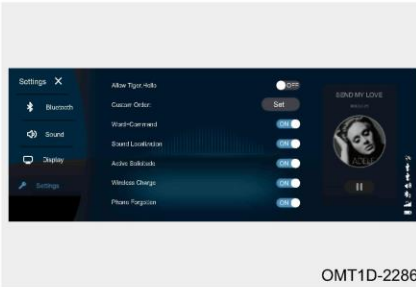 Settings X
Bluetooth
Sound
Display
Settings
Allow Tiger, Hello
OFF
Custom Order:
Set
Word=Command
ON
Sound Localization
ON
Active Solicitude
ON
Wireless Charge
ON
Phone Forgotten
ON
SEND MY LOVE
ADELE
OMT1D-2286